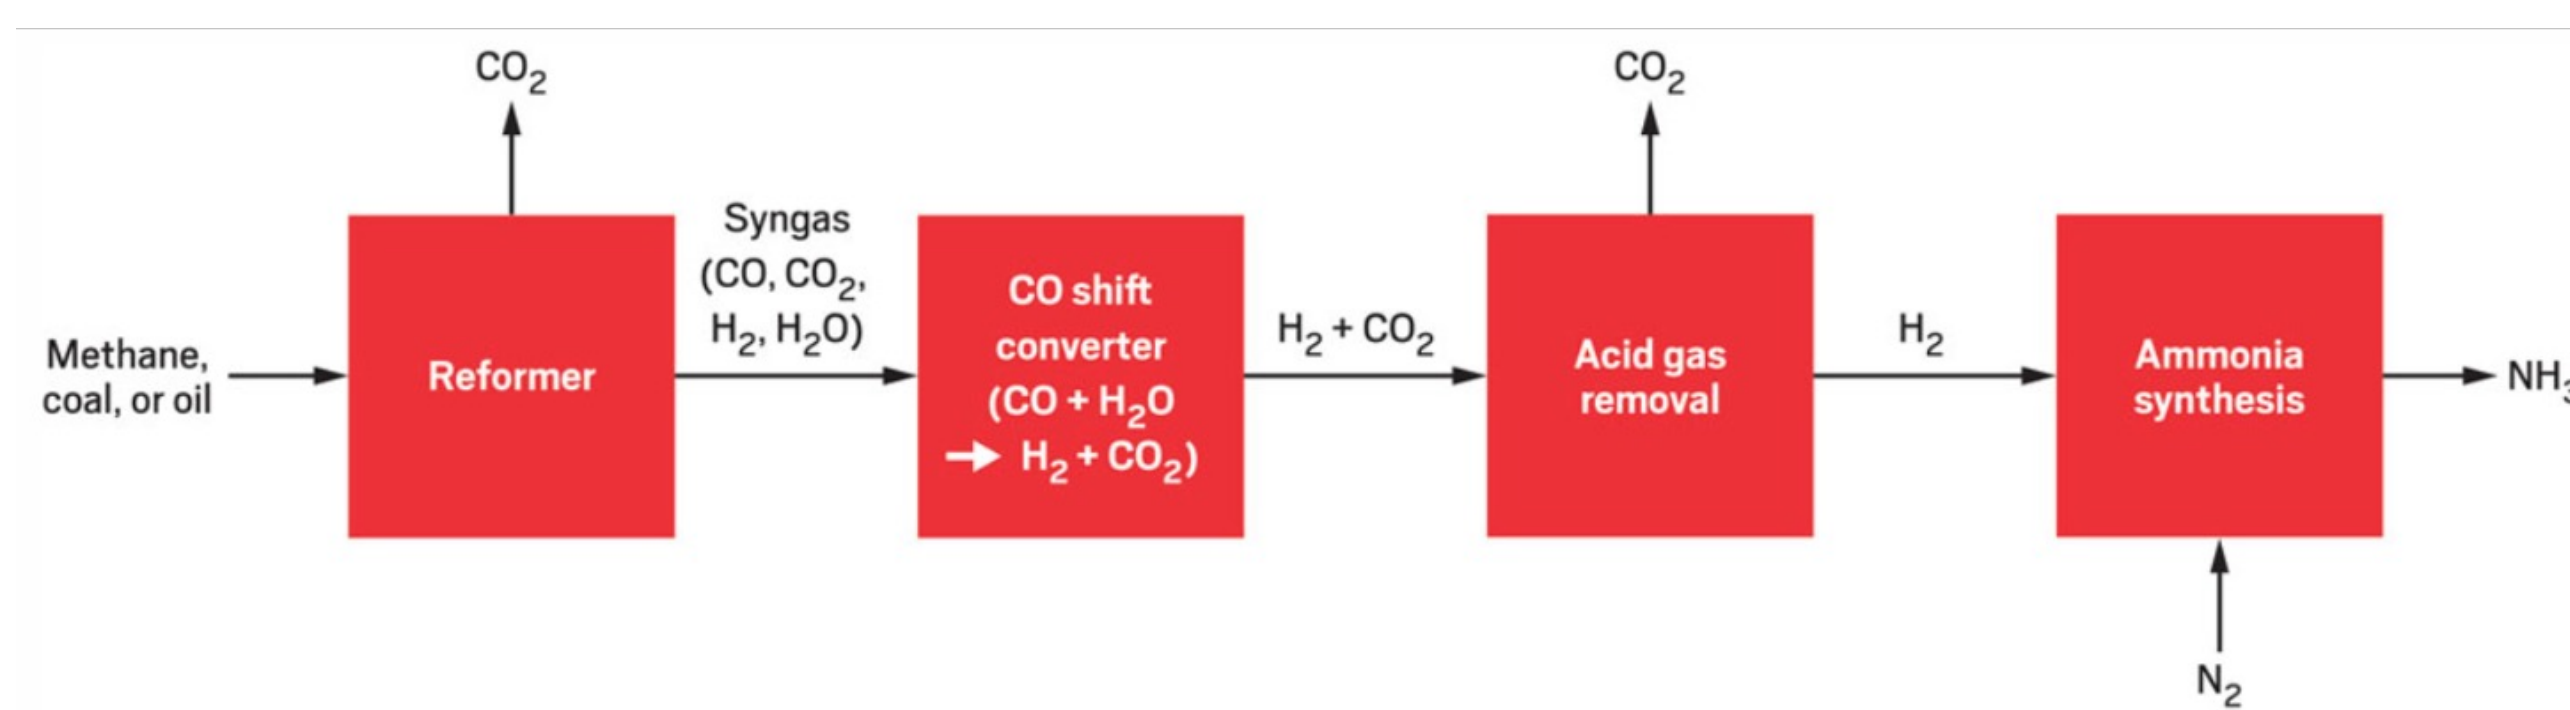 CO₂
CO₂
Methane,
coal, or oil
Reformer
Syngas
(CO, CO₂,
H₂, H₂O)
CO shift
converter
(CO + H₂O
→ H₂ + CO₂)
H₂ + CO₂
Acid gas
removal
H₂
Ammonia
synthesis
NH₃
N₂